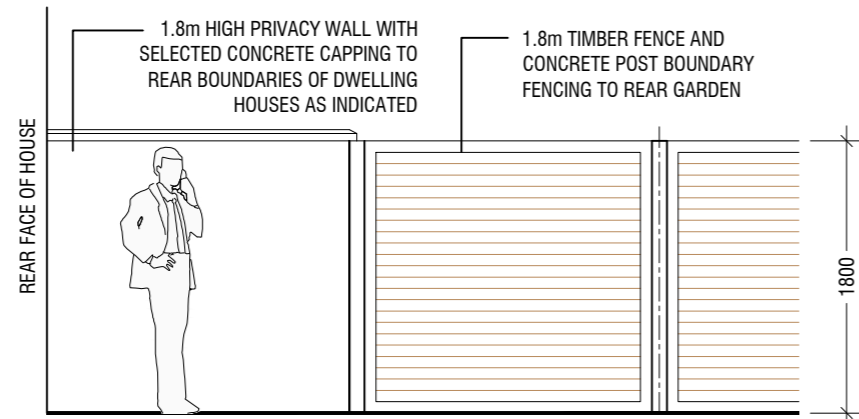 1.8m HIGH PRIVACY WALL WITH
SELECTED CONCRETE CAPPING TO
REAR BOUNDARIES OF DWELLING
HOUSES AS INDICATED
1.8m TIMBER FENCE AND
CONCRETE POST BOUNDARY
FENCING TO REAR GARDEN
REAR FACE OF HOUSE
1800